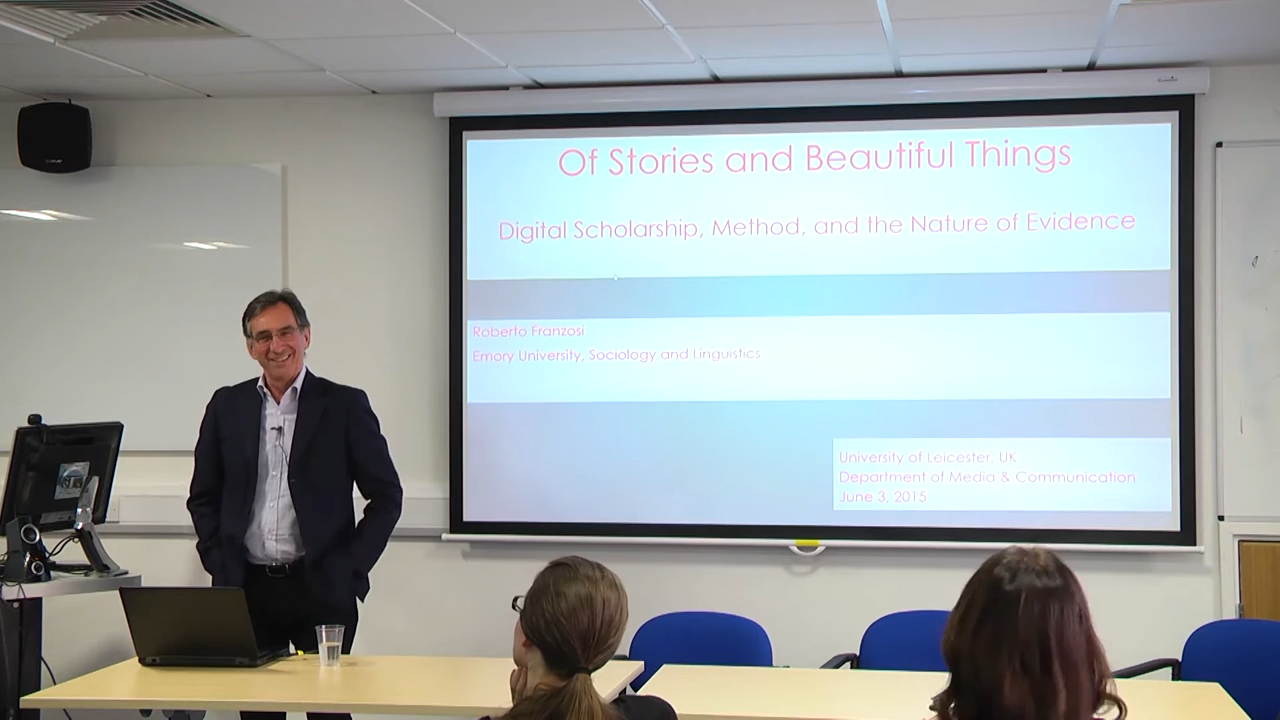 Of Stories and Beautiful Things
Digital Scholarship, Method, and the Nature of Evidence
Roberto Franzosi
Emory University, Sociology and Linguistics
University of Leicester, UK
Department of Media & Communication
June 3, 2015